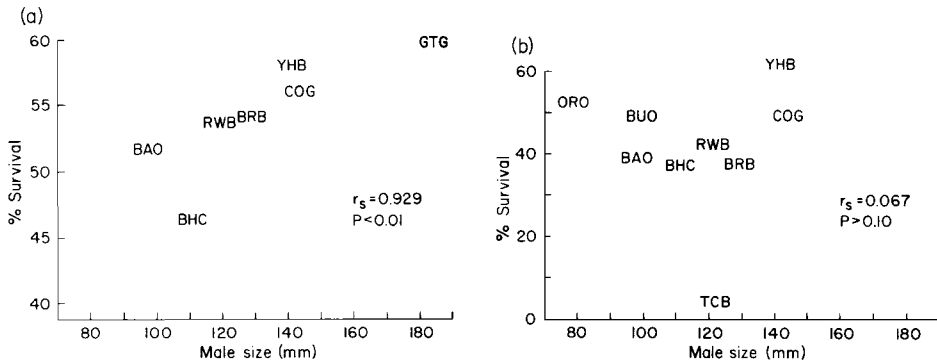 (a)
60
55
50
45
40
% Survival
GTG
YHB
COG
RWB BRB
BAO
BHC
rs=0.929
P<0.01
80 100 120 140 160 180
Male size (mm)
(b)
60
40
20
0
% Survival
YHB
ORO
BUO
COG
RWB
BAO
BHC
BRB
rs=0.067
P>0.10
TCB
80 100 120 140 160 180
Male size (mm)